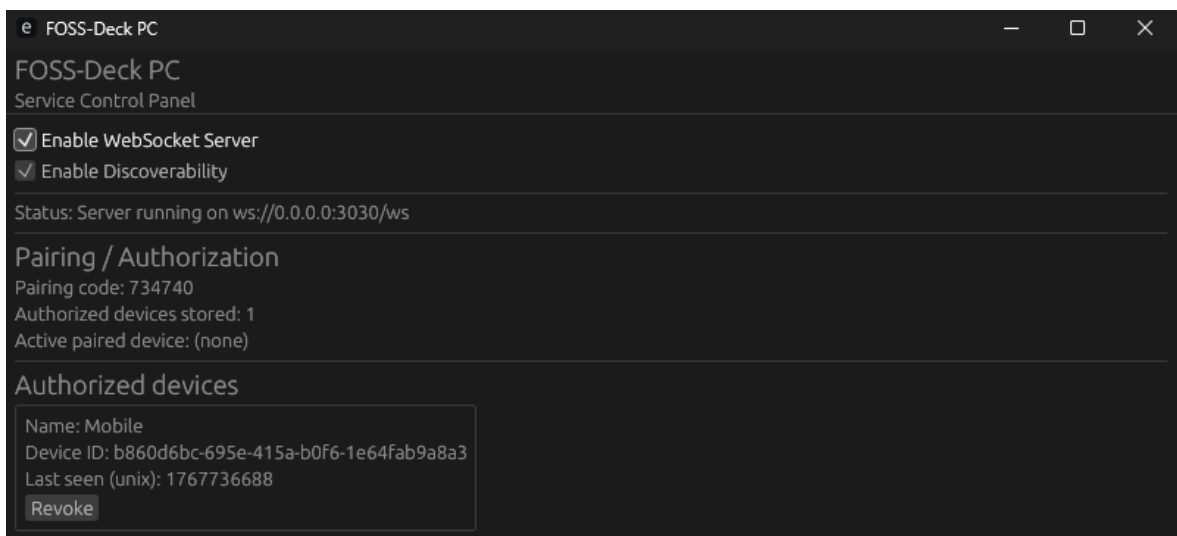 e FOSS-Deck PC
FOSS-Deck PC
Service Control Panel
Enable WebSocket Server
Enable Discoverability
Status: Server running on ws://0.0.0.0:3030/ws
Pairing / Authorization
Pairing code: 734740
Authorized devices stored: 1
Active paired device: (none)
Authorized devices
Name: Mobile
Device ID: b860d6bc-695e-415a-b0f6-1e64fab9a8a3
Last seen (unix): 1767736688
Revoke